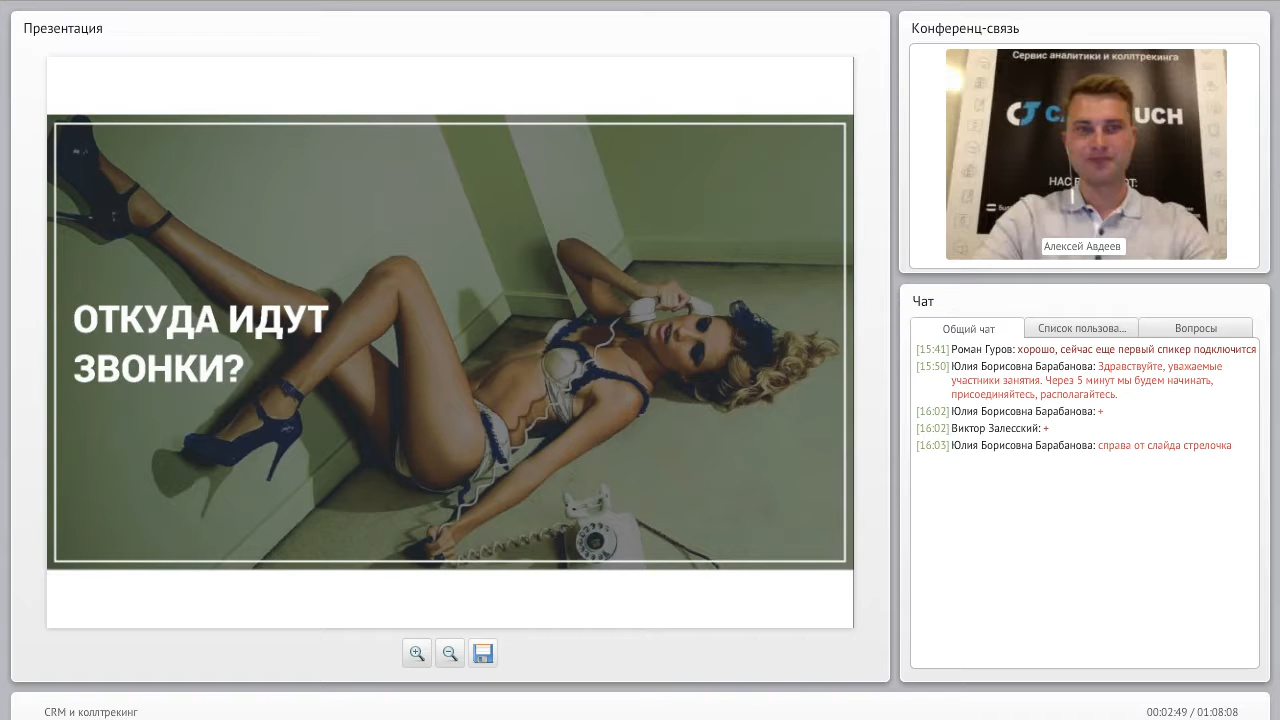 Презентация
ОТКУДА ИДУТ
ЗВОНКИ?
Конференц-связь
Сервис аналитики и коллтрекинга
UCH
НАС
Алексей Авдеев
Чат
Общий чат
Список пользова...
Вопросы
[15:41] Роман Гуров: хорошо, сейчас еще первый спикер подключится
[15:50] Юлия Борисовна Барабанова: Здравствуйте, уважаемые
участники занятия. Через 5 минут мы будем начинать,
присоединяйтесь, располагайтесь.
[16:02] Юлия Борисовна Барабанова: +
[16:02] Виктор Залесский: +
[16:03] Юлия Борисовна Барабанова: справа от слайда стрелочка
CRM и коллтрекинг
00:02:49 / 01:08:08